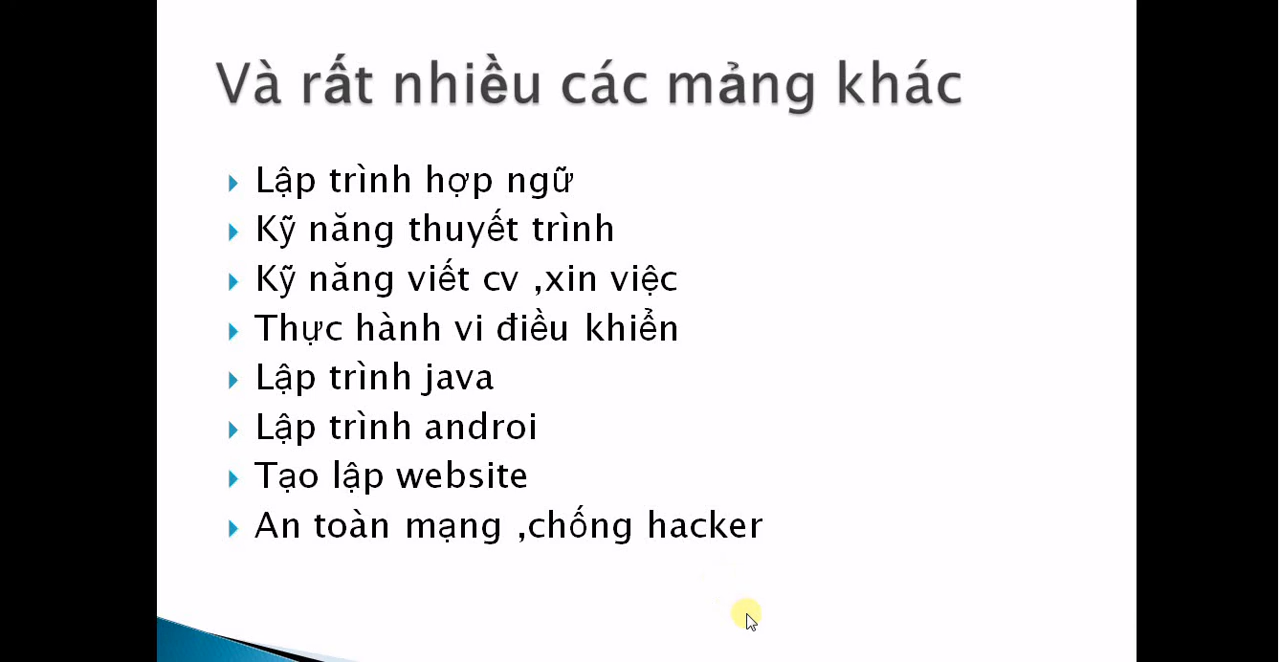 Và rất nhiều các mảng khác
Lập trình hợp ngữ
Kỹ năng thuyết trình
Kỹ năng viết cv ,xin việc
Thực hành vi điều khiển
Lập trình java
Lập trình androi
Tạo lập website
An toàn mạng ,chống hacker